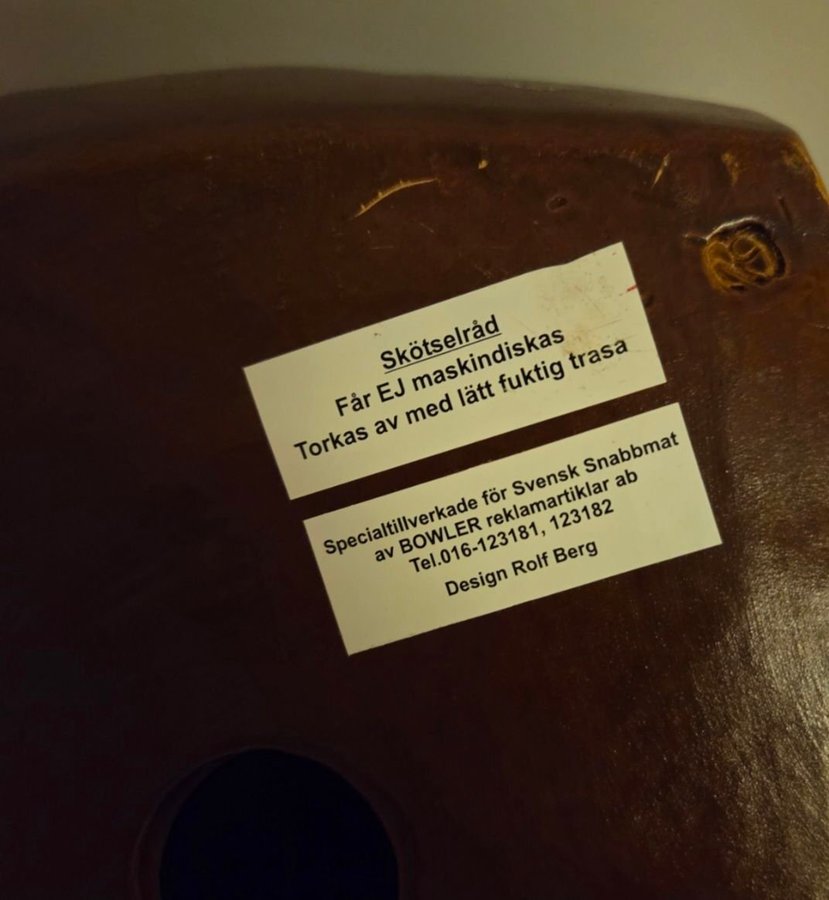 Skötselråd
Får EJ maskindiskas
Torkas av med lätt fuktig trasa
Specialtillverkade för Svensk Snabbmat
av BOWLER reklamartiklar ab
Tel.016-123181, 123182
Design Rolf Berg